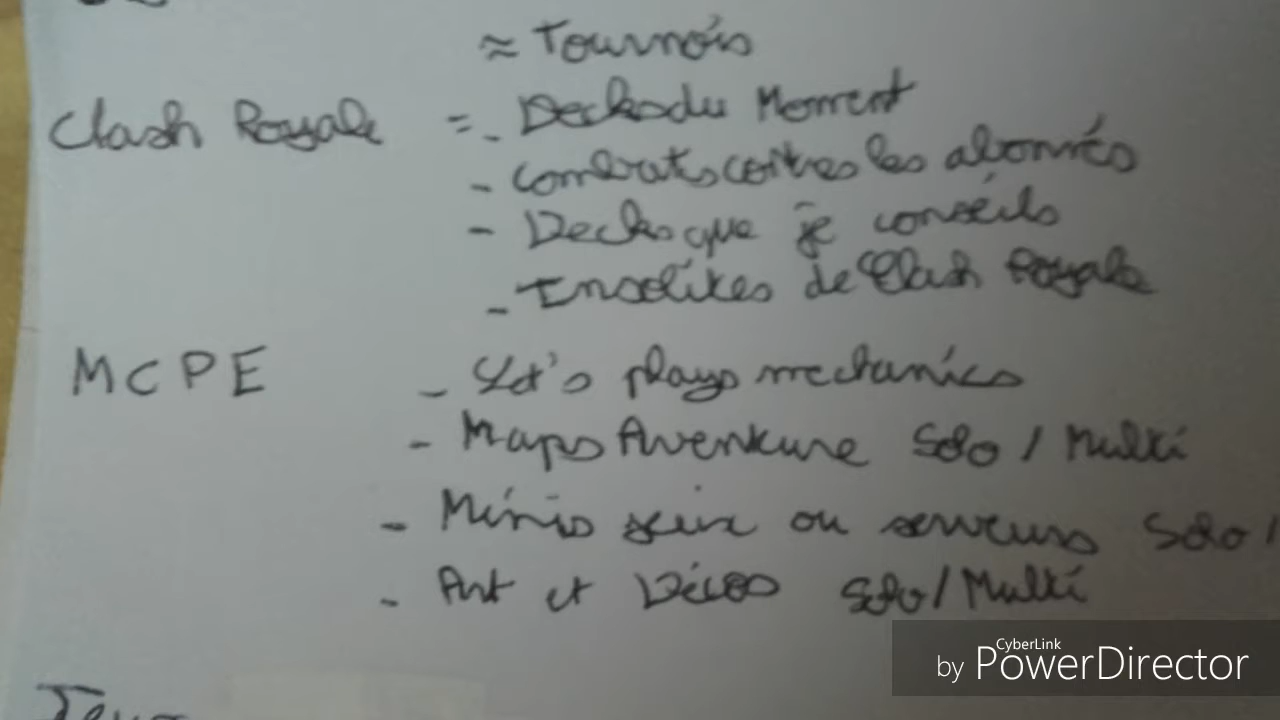 ≈ Tournois
Clash Royale = - Decks du Moment
- combats contres les abonnés
- Decks que je conseils
- Insolites de Clash Royale
MCPE - Let's plays mechanics
- Maps Aventure Solo / Multi
- Minis jeux ou serveurs Solo /
- Art et Décos Solo/Multi
Jeux
by CyberLink PowerDirector